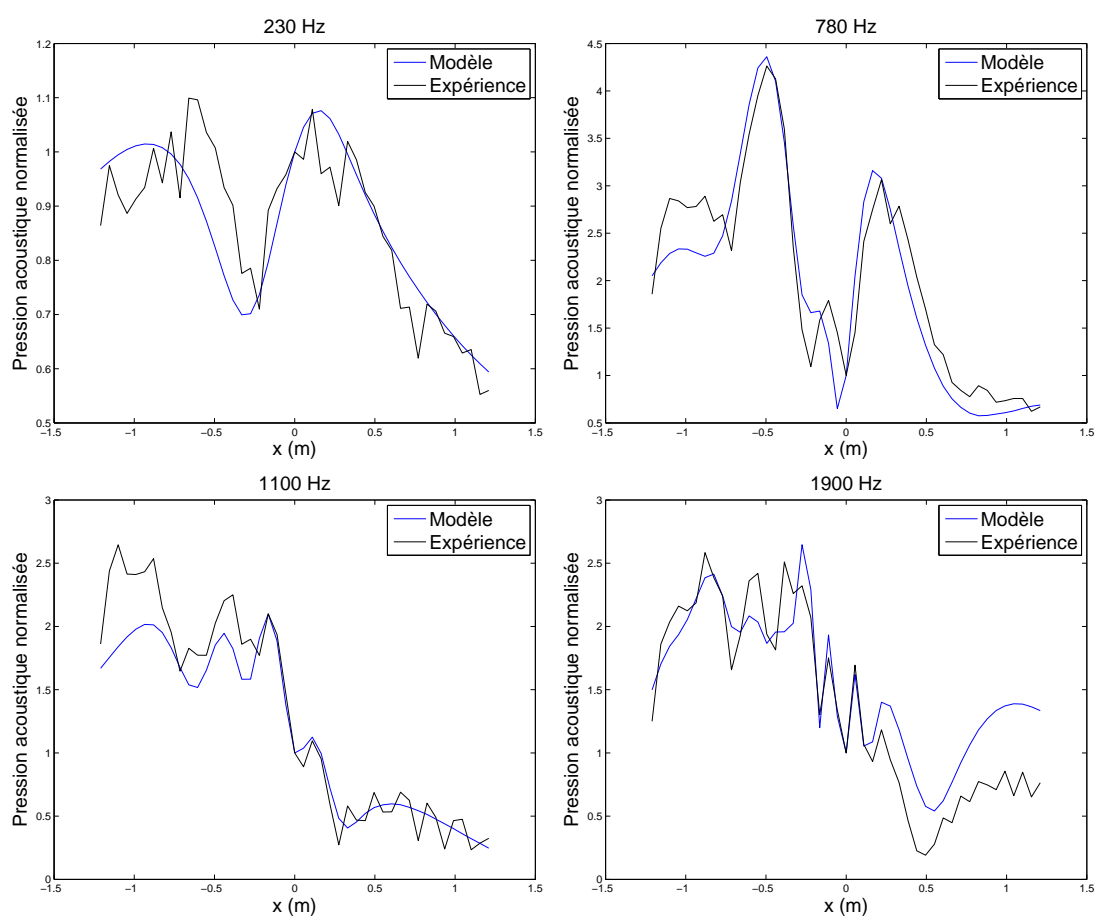 230 Hz
1.2
1.1
1
0.9
0.8
0.7
0.6
0.5
Pression acoustique normalisée
Modèle
Expérience
−1.5 −1 −0.5 0 0.5 1 1.5
x (m)
780 Hz
4.5
4
3.5
3
2.5
2
1.5
1
0.5
Pression acoustique normalisée
Modèle
Expérience
−1.5 −1 −0.5 0 0.5 1 1.5
x (m)
1100 Hz
3
2.5
2
1.5
1
0.5
0
Pression acoustique normalisée
Modèle
Expérience
−1.5 −1 −0.5 0 0.5 1 1.5
x (m)
1900 Hz
3
2.5
2
1.5
1
0.5
0
Pression acoustique normalisée
Modèle
Expérience
−1.5 −1 −0.5 0 0.5 1 1.5
x (m)